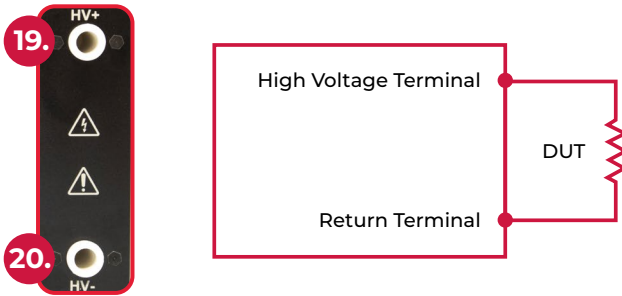 HV+
19.
20.
HV-
High Voltage Terminal
DUT
Return Terminal